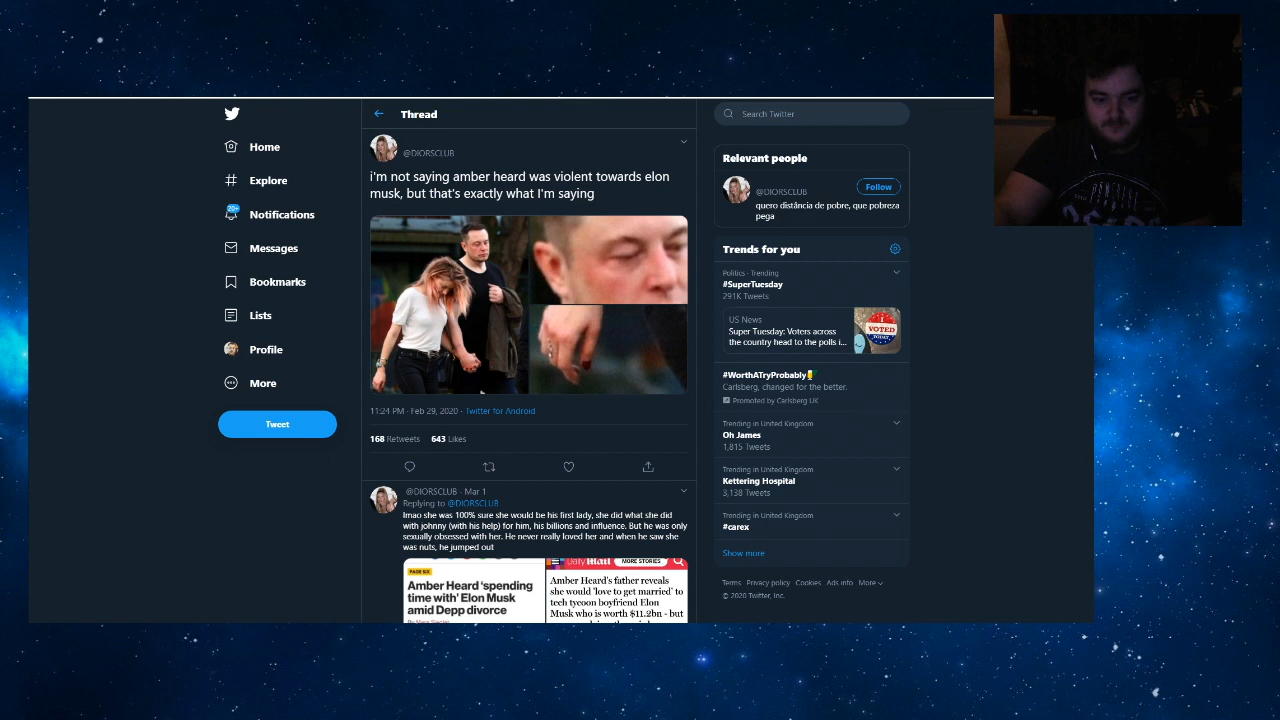 Home
Explore
20+
Notifications
Messages
Bookmarks
Lists
Profile
More
Tweet
Thread
@DIORSCLUB
i'm not saying amber heard was violent towards elon
musk, but that's exactly what I'm saying
11:24 PM · Feb 29, 2020 · Twitter for Android
168 Retweets 643 Likes
@DIORSCLUB · Mar 1
Replying to @DIORSCLUB
lmao she was 100% sure she would be his first lady, she did what she did
with johnny (with his help) for him, his billions and influence. But he was only
sexually obsessed with her. He never really loved her and when he saw she
was nuts, he jumped out
PAGE SIX
Amber Heard 'spending
time with' Elon Musk
amid Depp divorce
Daily Mail
MORE STORIES
Amber Heard's father reveals
she would 'love to get married' to
tech tycoon boyfriend Elon
Musk who is worth $11.2bn - but
Search Twitter
Relevant people
@DIORSCLUB
Follow
quero distância de pobre, que pobreza
pega
Trends for you
Politics · Trending
#SuperTuesday
291K Tweets
US News
Super Tuesday: Voters across
the country head to the polls i...
I
VOTED
TODAY
#WorthATryProbably
Carlsberg, changed for the better.
Promoted by Carlsberg UK
Trending in United Kingdom
Oh James
1,815 Tweets
Trending in United Kingdom
Kettering Hospital
3,138 Tweets
Trending in United Kingdom
#carex
Show more
Terms Privacy policy Cookies Ads info More
© 2020 Twitter, Inc.